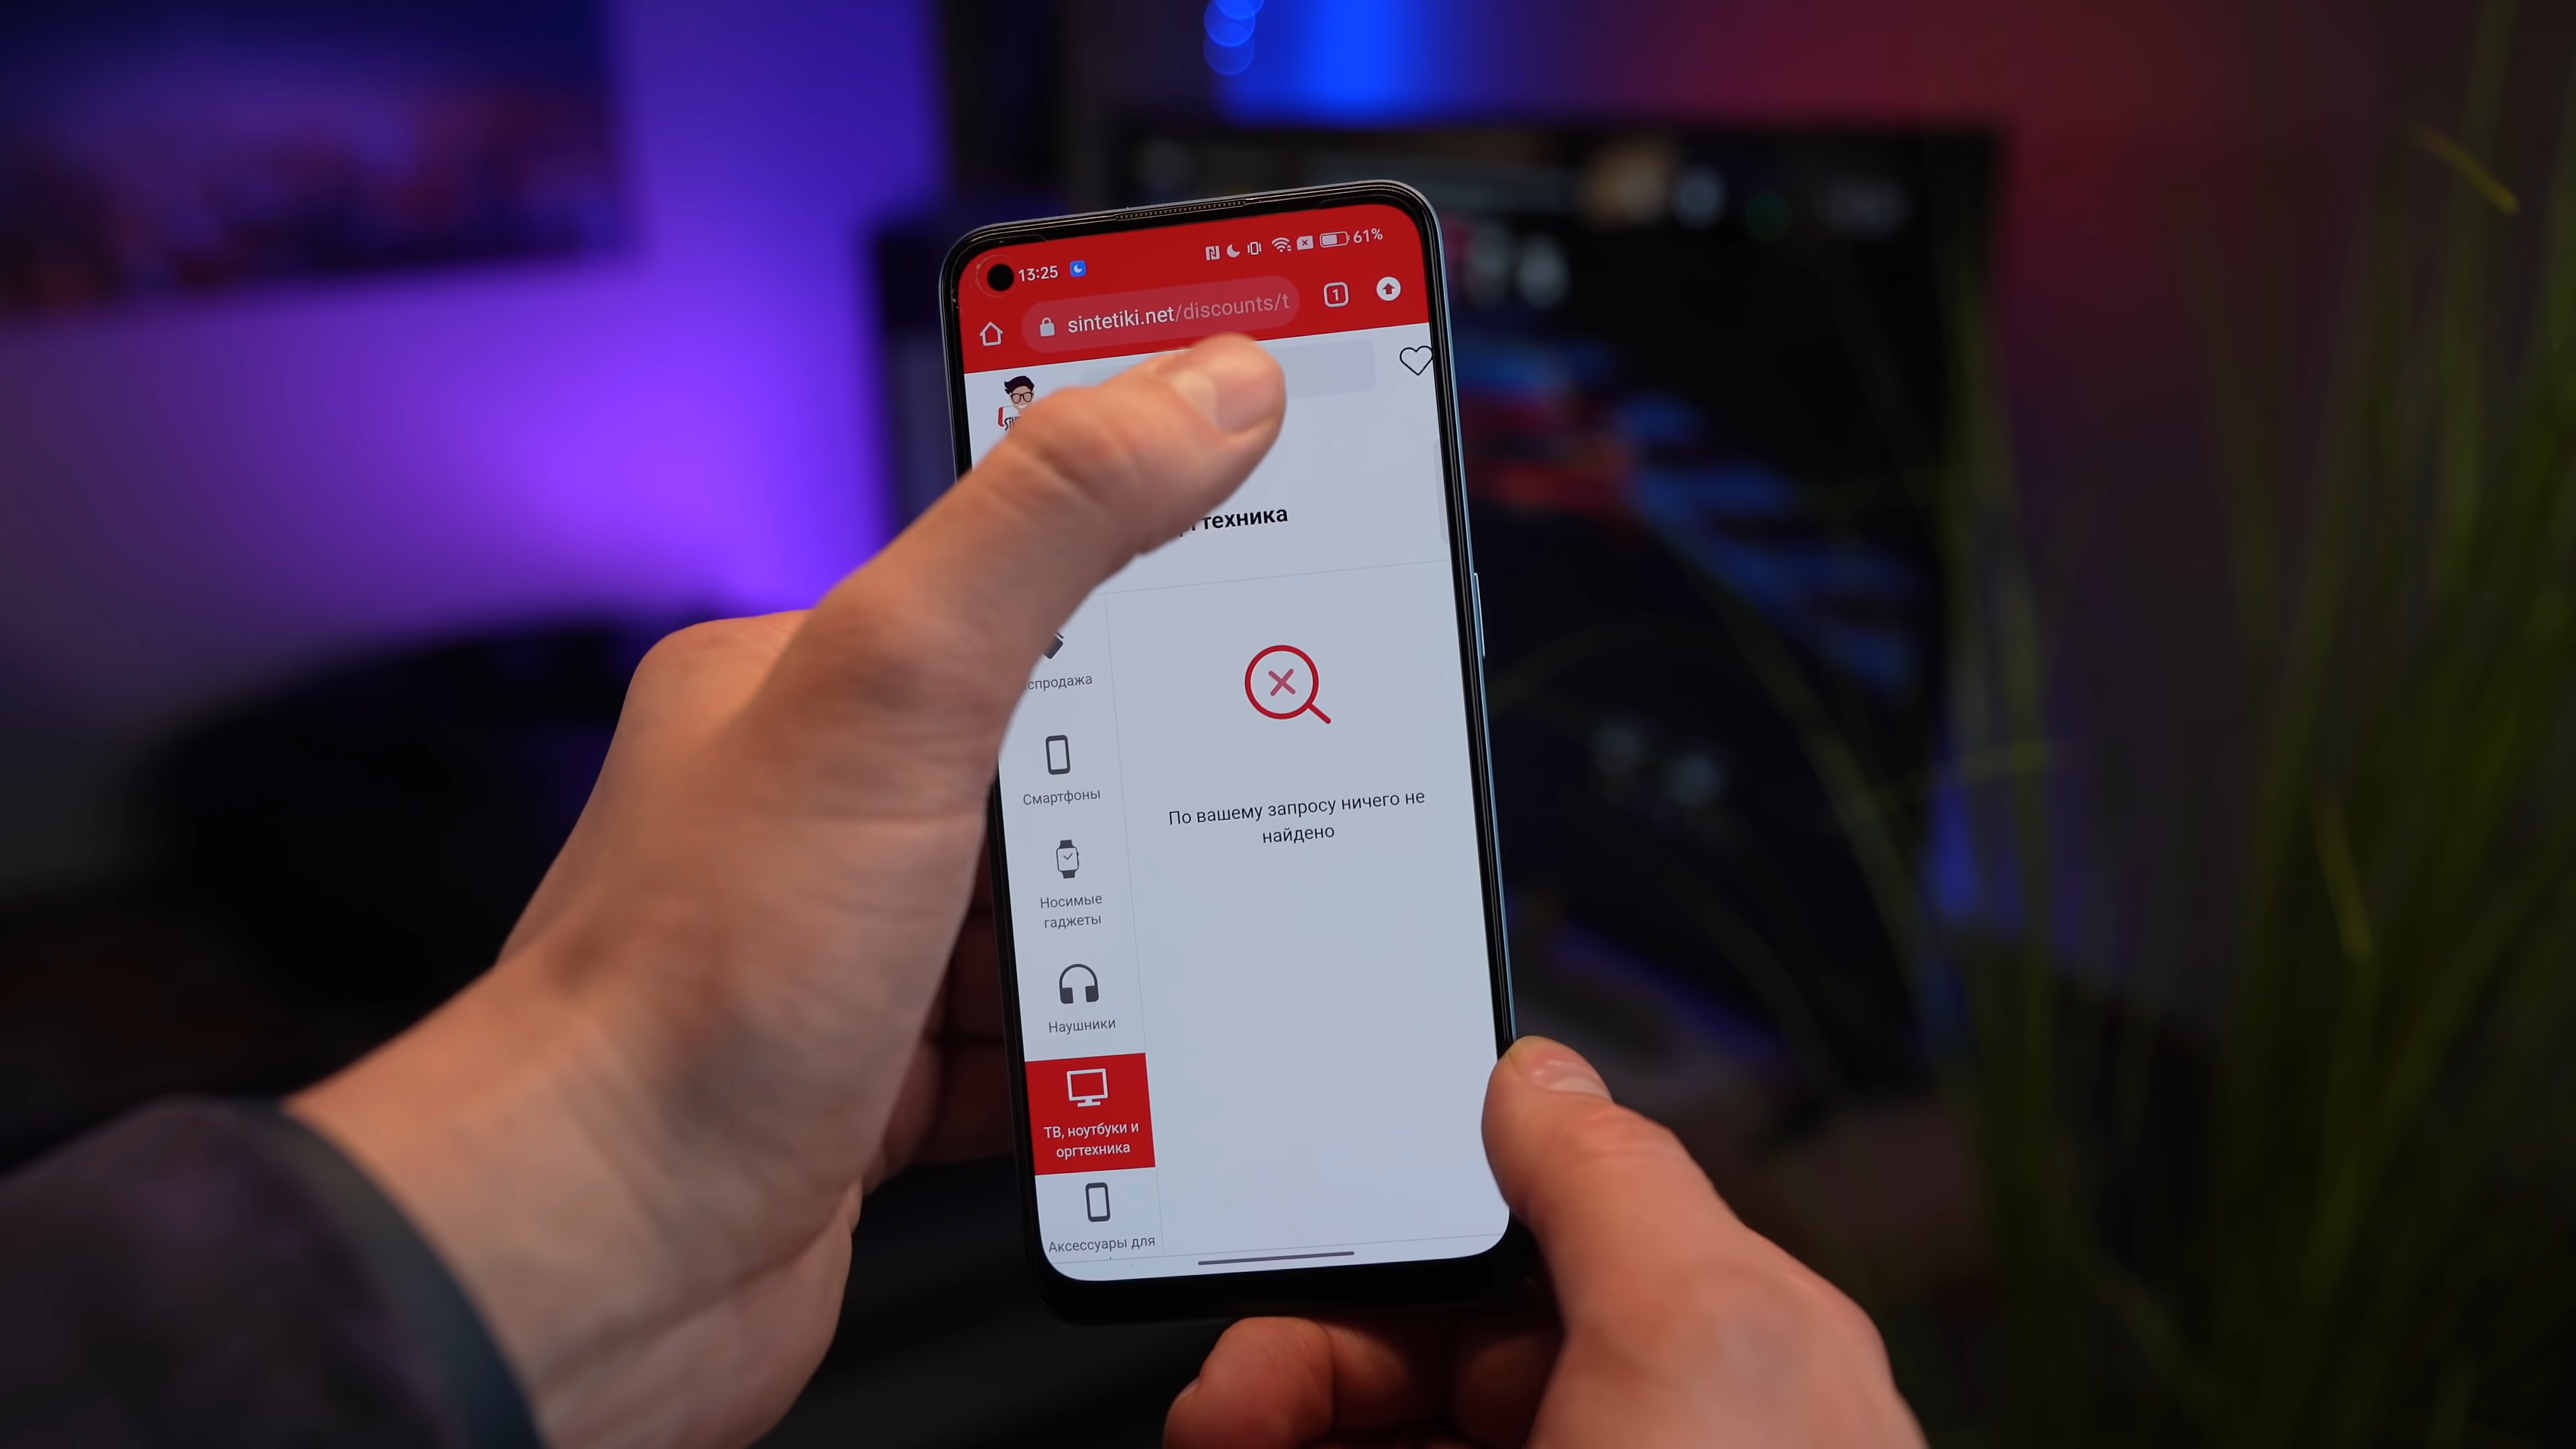 13:25
61%
sintetiki.net/discounts/t
1
техника
спродажа
Смартфоны
Носимые
гаджеты
Наушники
ТВ, ноутбуки и
оргтехника
Аксессуары для
По вашему запросу ничего не
найдено